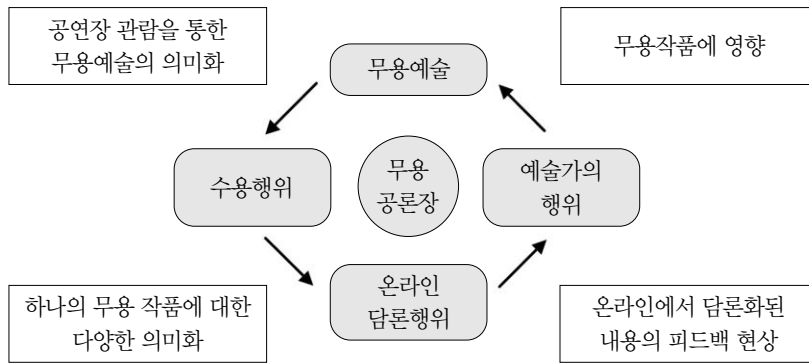 공연장 관람을 통한
무용예술의 의미화
무용예술
무용작품에 영향
수용행위
무용
공론장
예술가의
행위
온라인
담론행위
하나의 무용 작품에 대한
다양한 의미화
온라인에서 담론화된
내용의 피드백 현상